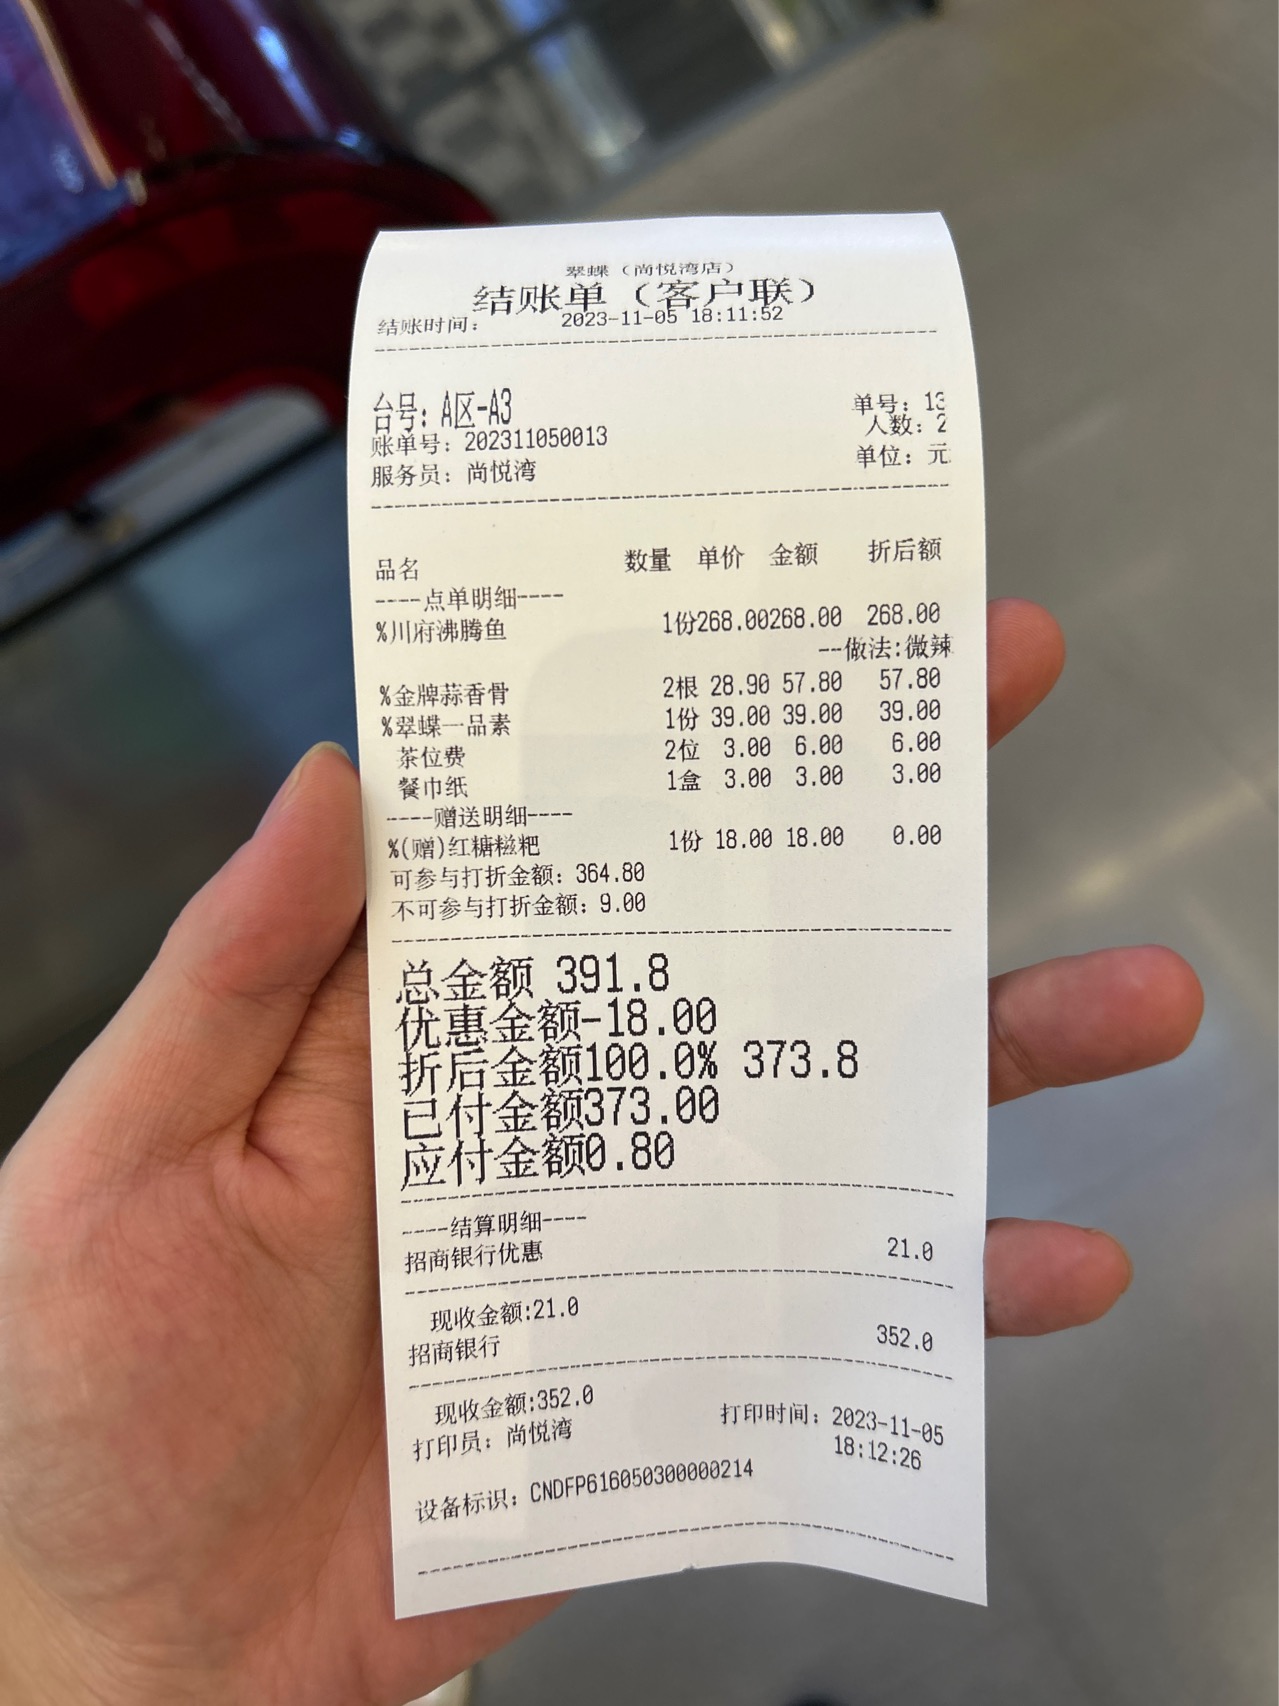 翠蝶（尚悦湾店）
结账单（客户联）
结账时间： 2023-11-05 18:11:52
台号：A区-A3
单号：13
账单号：202311050013
人数：2
服务员：尚悦湾
单位：元
品名 数量 单价 金额 折后额
----点单明细----
%川府沸腾鱼 1份268.00268.00 268.00
--做法:微辣
%金牌蒜香骨 2根 28.90 57.80 57.80
%翠蝶一品素 1份 39.00 39.00 39.00
茶位费 2位 3.00 6.00 6.00
餐巾纸 1盒 3.00 3.00 3.00
----赠送明细----
%(赠)红糖糍粑 1份 18.00 18.00 0.00
可参与打折金额：364.80
不可参与打折金额：9.00
总金额 391.8
优惠金额-18.00
折后金额100.0% 373.8
已付金额373.00
应付金额0.80
----结算明细----
招商银行优惠 21.0
现收金额:21.0
招商银行 352.0
现收金额:352.0
打印员：尚悦湾 打印时间：2023-11-05
18:12:26
设备标识：CNDFP616050300000214